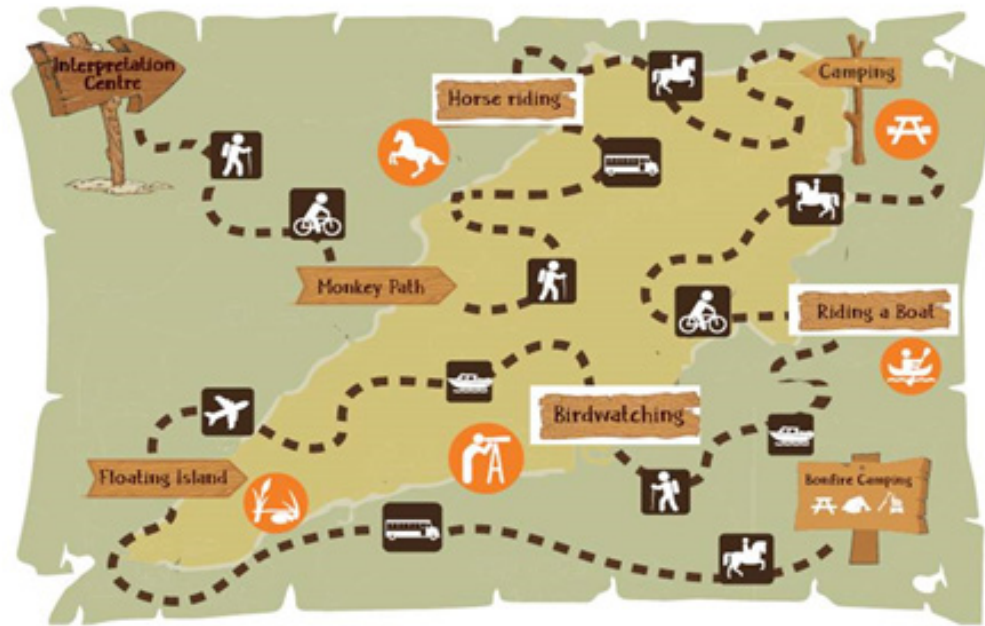 Interpretation
Centre
Horse riding
Camping
Monkey Path
Riding a Boat
Birdwatching
Floating Island
Bonfire Camping